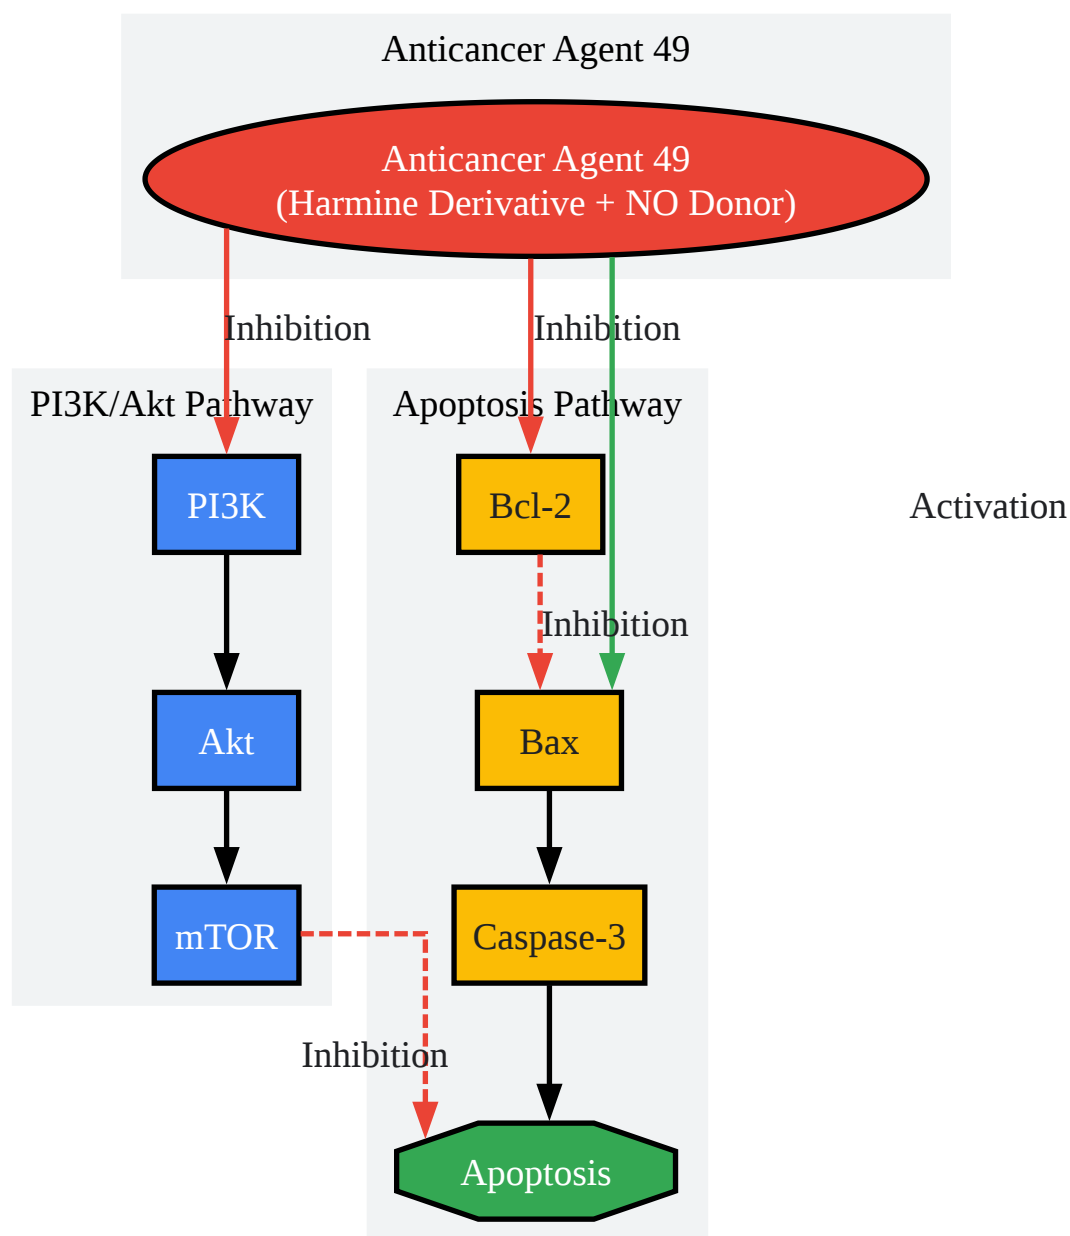 Anticancer Agent 49
Anticancer Agent 49
(Harmine Derivative + NO Donor)
Inhibition
Inhibition
PI3K/Akt Pathway
Apoptosis Pathway
PI3K
Bcl-2
Activation
Inhibition
Akt
Bax
mTOR
Caspase-3
Inhibition
Apoptosis